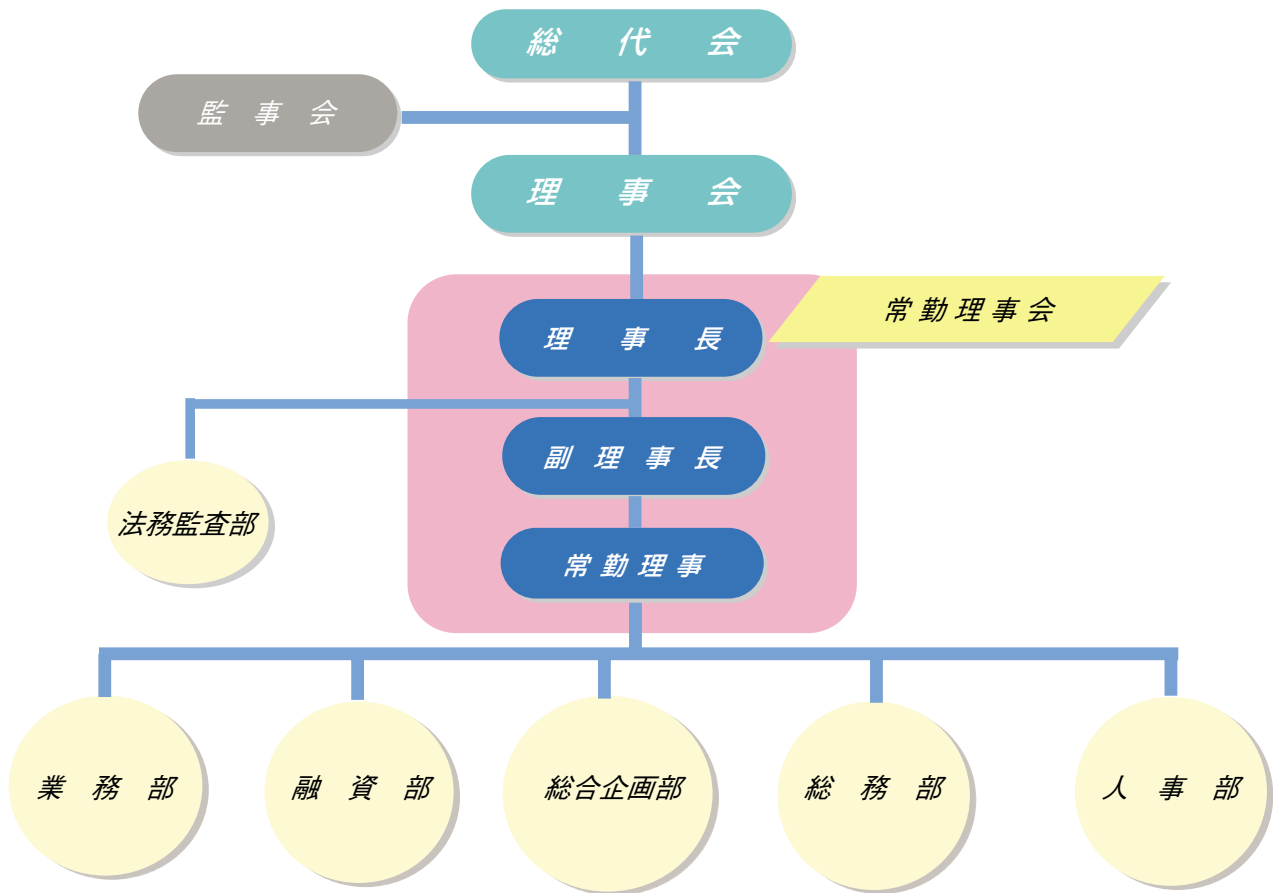 総代会
監事会
理事会
常勤理事会
理事長
副理事長
法務監査部
常勤理事
業務部
融資部
総合企画部
総務部
人事部